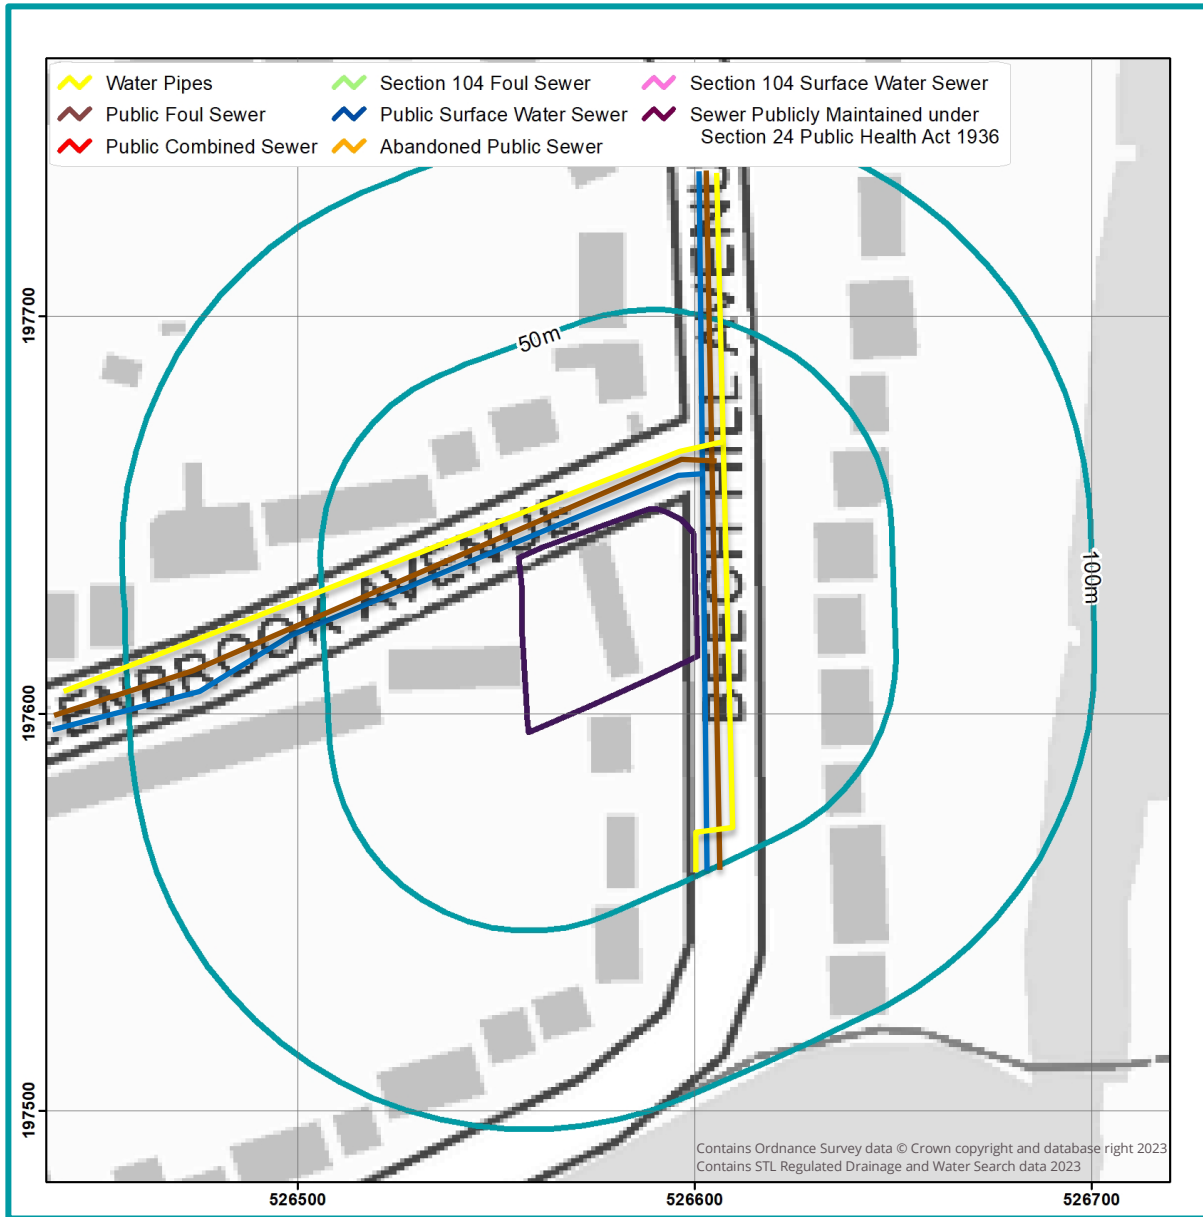 Water Pipes
Public Foul Sewer
Public Combined Sewer
Section 104 Foul Sewer
Public Surface Water Sewer
Abandoned Public Sewer
Section 104 Surface Water Sewer
Sewer Publicly Maintained under
Section 24 Public Health Act 1936
50m
100m
197700
197600
197500
ENBROOK AVENUE
526500
526600
526700
Contains Ordnance Survey data © Crown copyright and database right 2023
Contains STL Regulated Drainage and Water Search data 2023